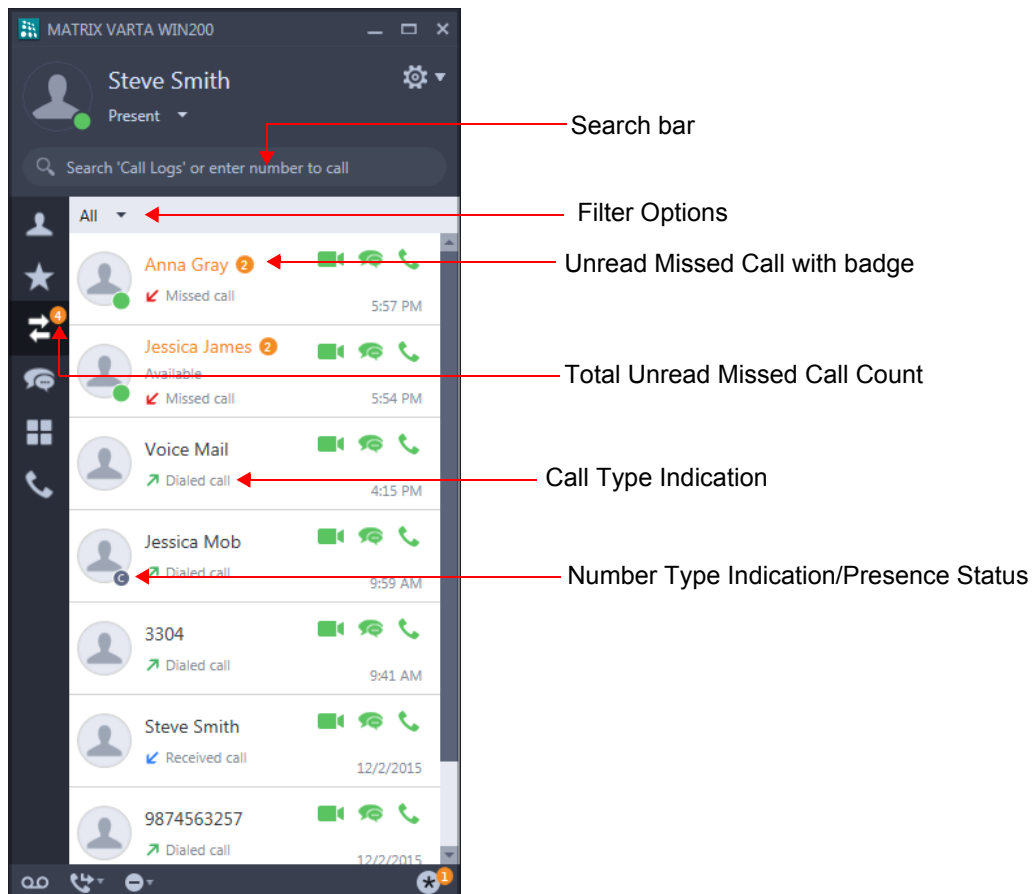 MATRIX VARTA WIN200
Steve Smith
Present
Search bar
Search 'Call Logs' or enter number to call
All
Filter Options
Anna Gray 2
Unread Missed Call with badge
Missed call
5:57 PM
4
Jessica James 2
Available
Total Unread Missed Call Count
Missed call
5:54 PM
Voice Mail
Dialed call
Call Type Indication
4:15 PM
Jessica Mob
C
Dialed call
Number Type Indication/Presence Status
9:59 AM
3304
Dialed call
9:41 AM
Steve Smith
Received call
12/2/2015
9874563257
Dialed call
12/2/2015
1